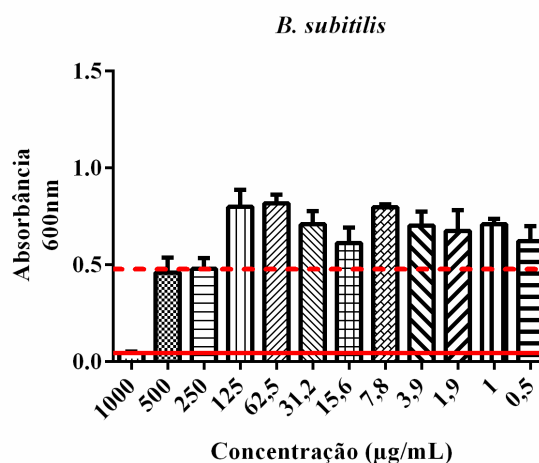 B. subitilis
1.5
1.0
0.5
0.0
Absorbância
600nm
1000 500 250 125 62,5 31,2 15,6 7,8 3,9 1,9 1 0,5
Concentração (µg/mL)